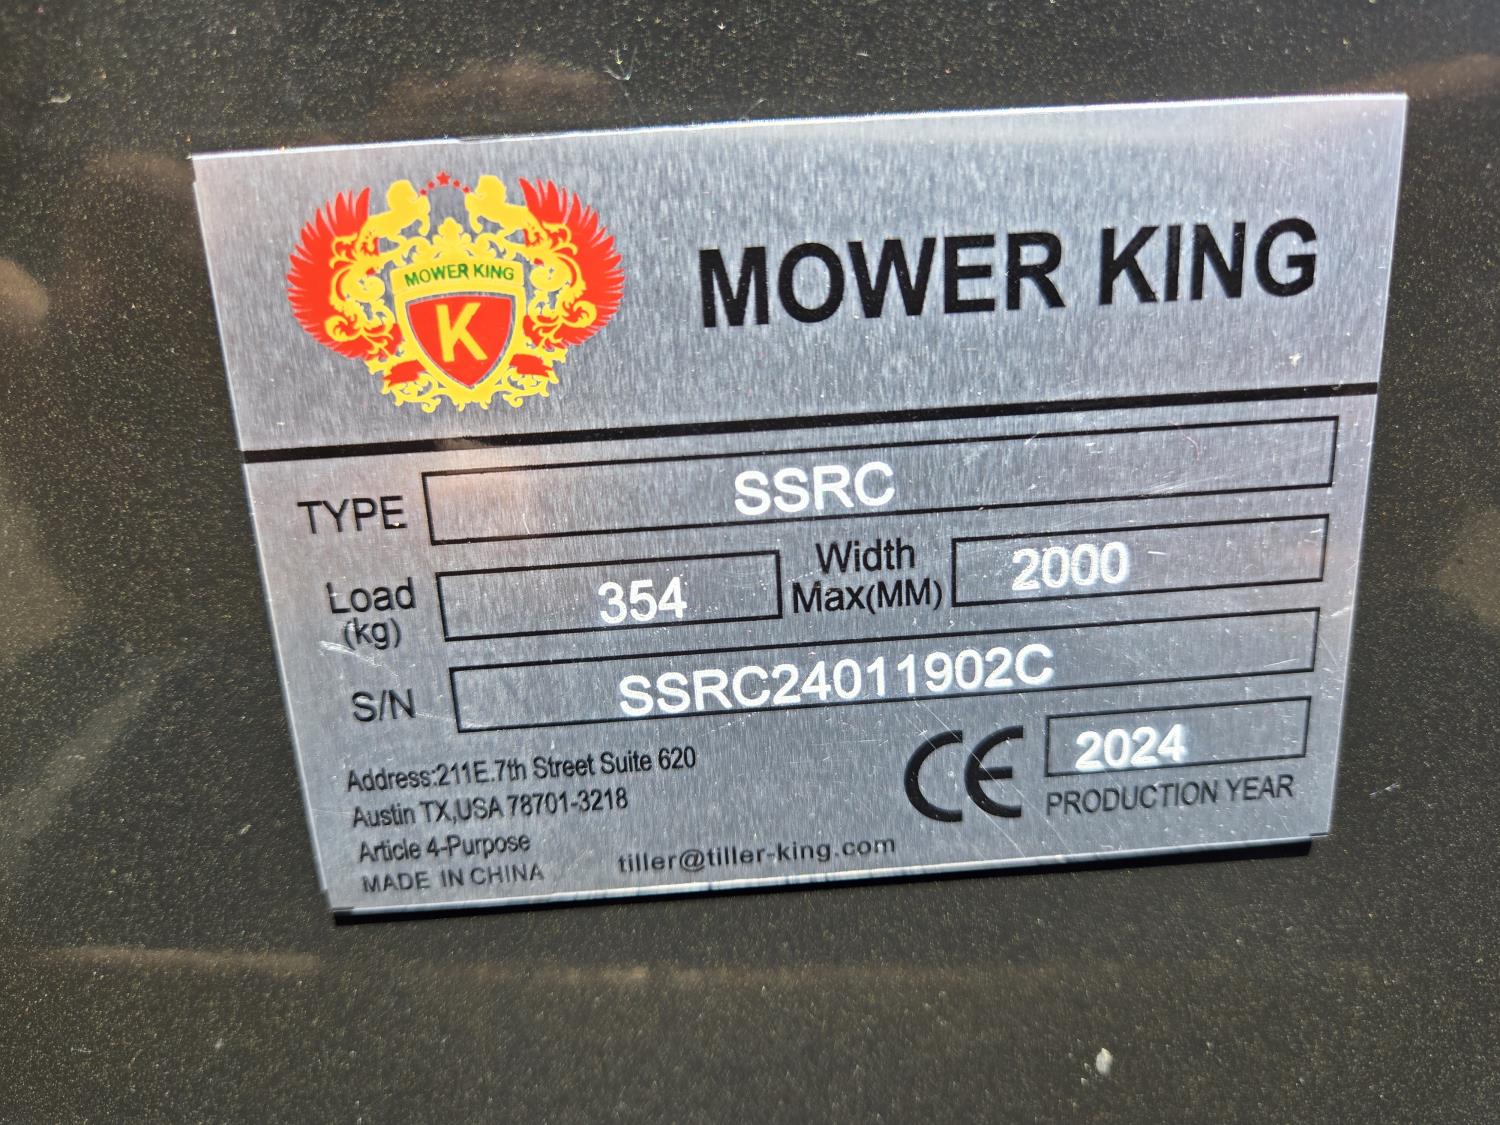 MOWER KING
K
MOWER KING
TYPE SSRC
Load (kg) 354 Width Max(MM) 2000
S/N SSRC24011902C
Address:211E.7th Street Suite 620
Austin TX,USA 78701-3218
Article 4-Purpose
MADE IN CHINA
tiller@tiller-king.com
CE 2024
PRODUCTION YEAR